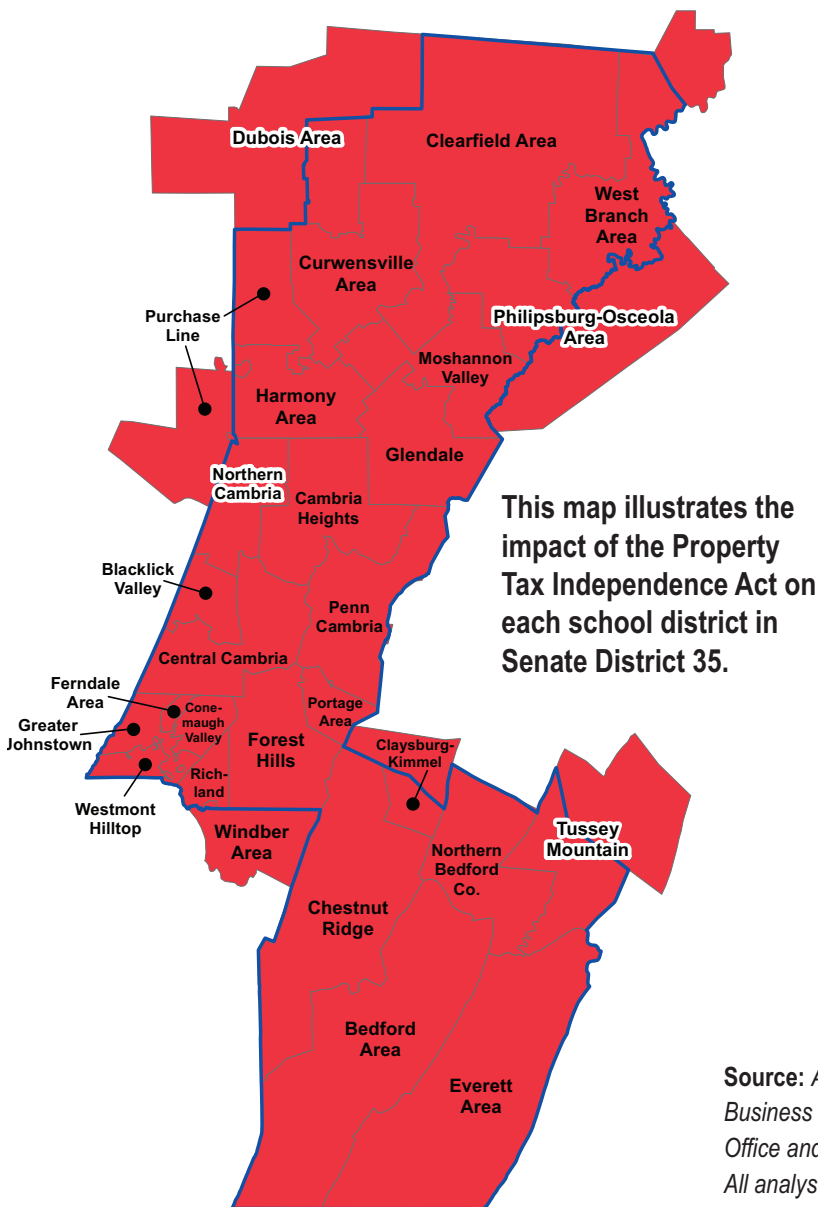 Dubois Area
Clearfield Area
West
Branch
Area
Curwensville
Area
Purchase
Line
Philipsburg-Osceola
Area
Moshannon
Valley
Harmony
Area
Glendale
Northern
Cambria
Cambria
Heights
This map illustrates the
impact of the Property
Tax Independence Act on
each school district in
Senate District 35.
Blacklick
Valley
Penn
Cambria
Central Cambria
Ferndale
Area
Cone-
maugh
Valley
Portage
Area
Greater
Johnstown
Forest
Hills
Claysburg-
Kimmel
Rich-
land
Westmont
Hilltop
Windber
Area
Tussey
Mountain
Northern
Bedford
Co.
Chestnut
Ridge
Bedford
Area
Everett
Area
Source:
Business
Office and
All analys